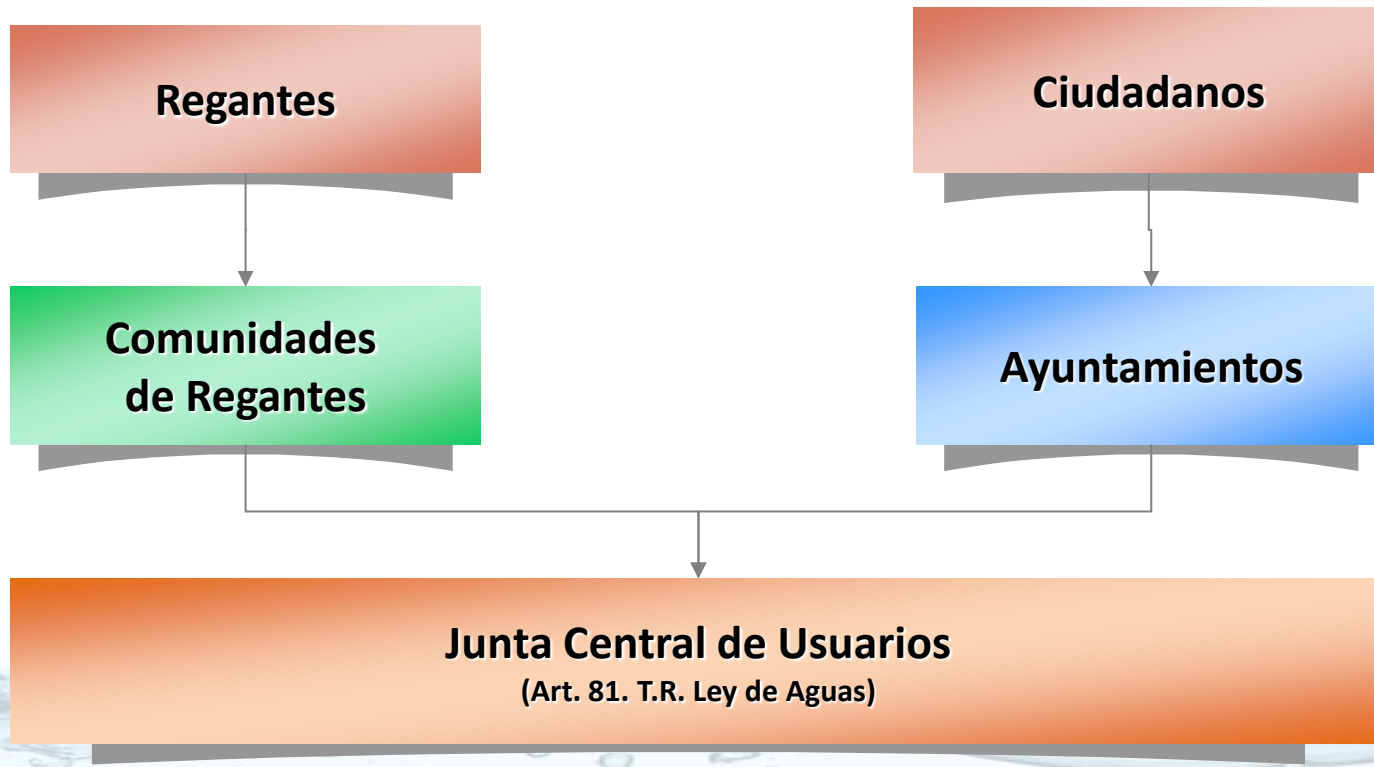 Regantes
Ciudadanos
Comunidades
de Regantes
Ayuntamientos
Junta Central de Usuarios
(Art. 81. T.R. Ley de Aguas)